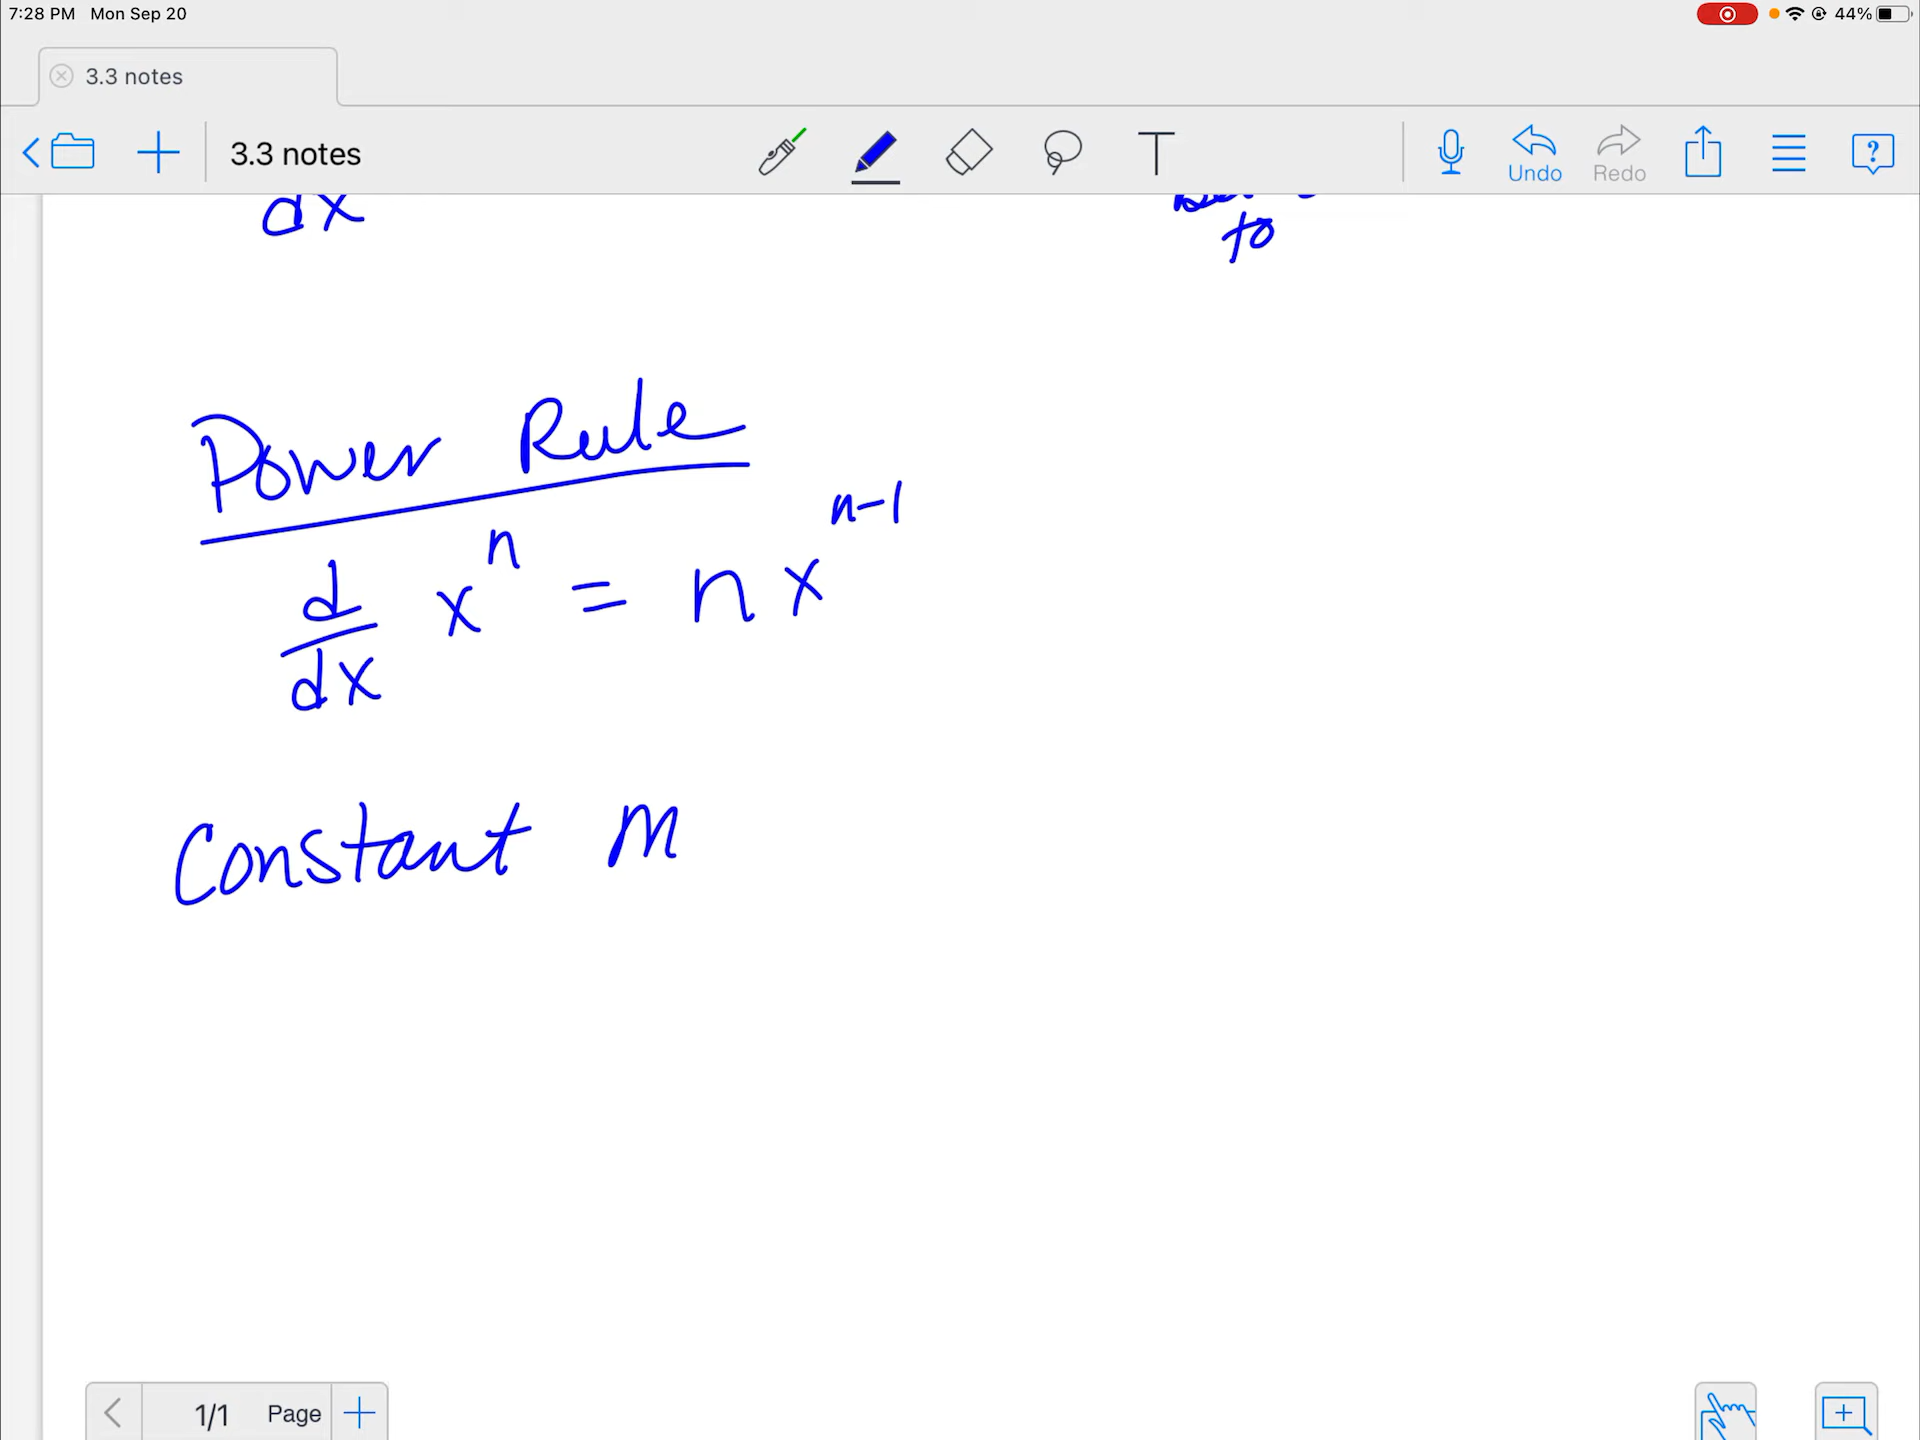 7:28 PM Mon Sep 20 44%
3.3 notes
3.3 notes
Undo Redo
dx
to
Power Rule
d/dx x^n = n x^(n-1)
Constant M
1/1 Page